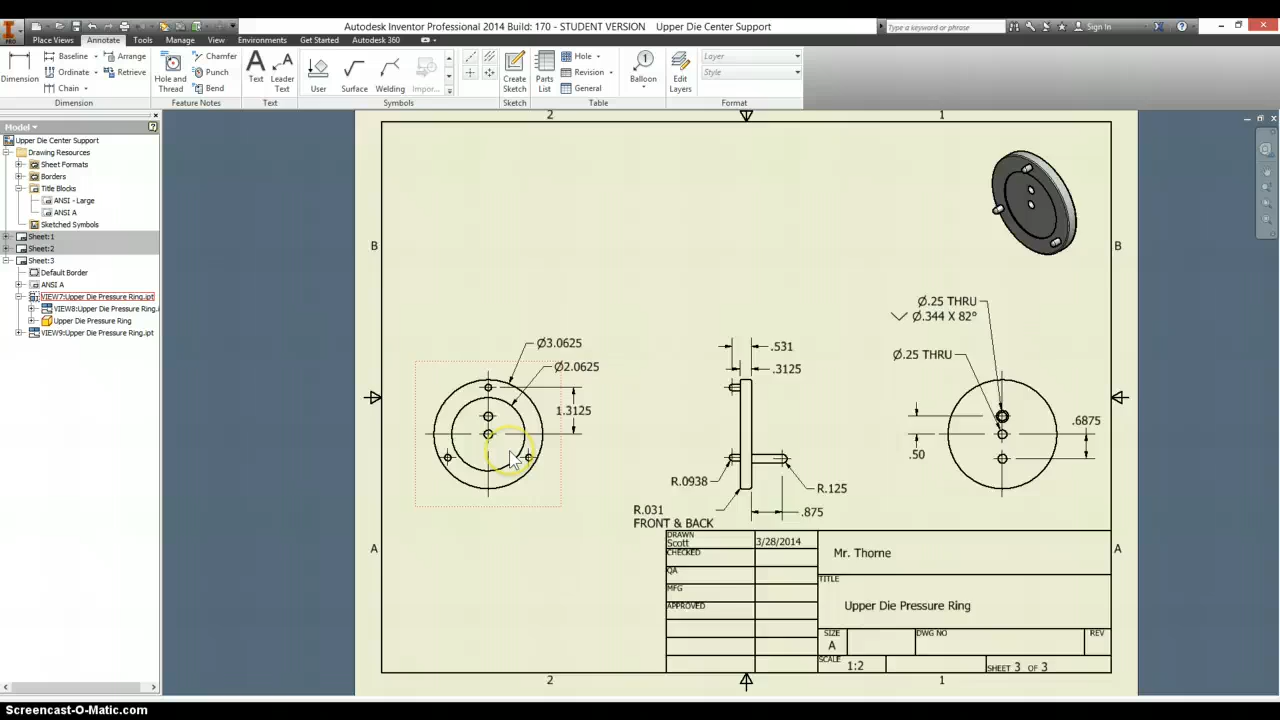 Autodesk Inventor Professional 2014 Build: 170 - STUDENT VERSION Upper Die Center Support
Type a keyword or phrase
Sign In
Place Views Annotate Tools Manage View Environments Get Started Autodesk 360
Dimension
Baseline
Ordinate
Chain
Arrange
Retrieve
Dimension
Hole and Thread
Chamfer
Punch
Bend
Feature Notes
Text
Leader Text
Text
User
Surface
Welding
Impor...
Symbols
Create Sketch
Sketch
Parts List
Hole
Revision
General
Table
Balloon
Edit Layers
Layer
Style
Format
Model
Upper Die Center Support
Drawing Resources
Sheet Formats
Borders
Title Blocks
ANSI - Large
ANSI A
Sketched Symbols
Sheet:1
Sheet:2
Sheet:3
Default Border
ANSI A
VIEW7:Upper Die Pressure Ring.ipt
VIEW8:Upper Die Pressure Ring.i
Upper Die Pressure Ring
VIEW9:Upper Die Pressure Ring.ipt
2 1
B B
Ø.25 THRU
Ø.344 X 82°
Ø.25 THRU
Ø3.0625
Ø2.0625
1.3125
.531
.3125
R.0938
R.031
FRONT & BACK
R.125
.875
.50
.6875
A A
DRAWN
Scott
3/28/2014
CHECKED
QA
MFG
APPROVED
Mr. Thorne
TITLE
Upper Die Pressure Ring
SIZE
A
DWG NO
REV
SCALE
1:2
SHEET 3 OF 3
2 1
Screencast-O-Matic.com